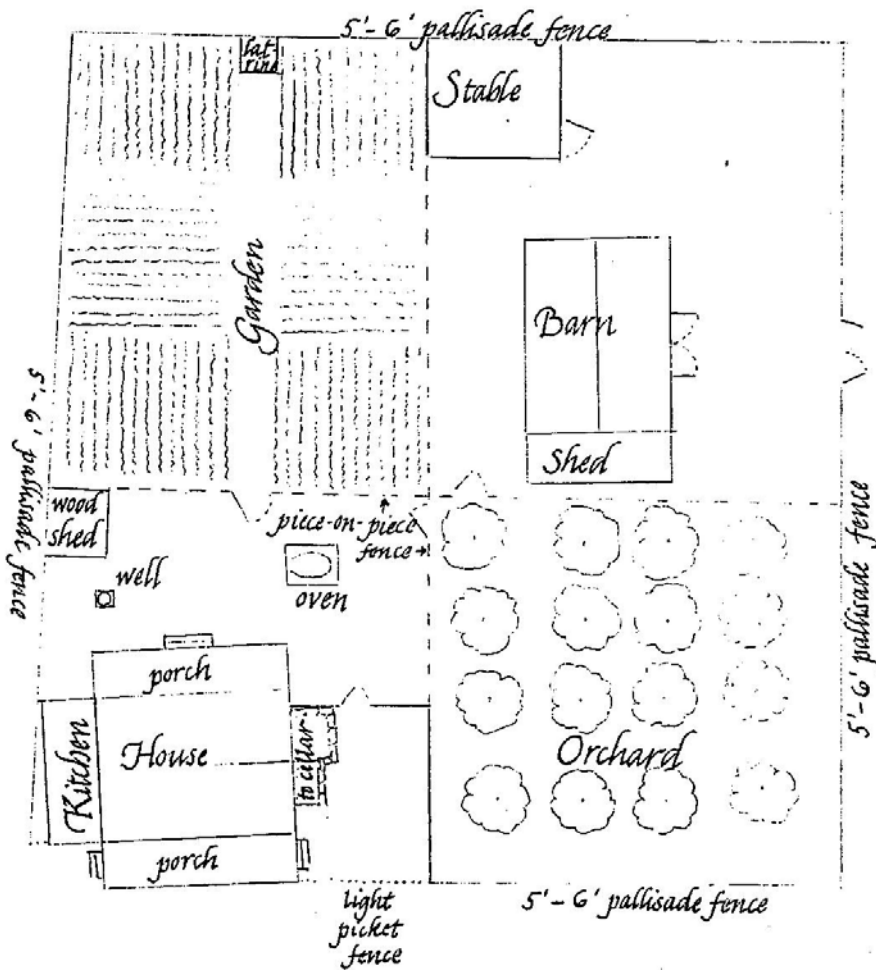 5'- 6' pallisade fence
lat-
rine
Stable
Garden
Barn
Shed
5'- 6' pallisade fence
wood
shed
piece-on-piece
fence→
well
oven
5'- 6' pallisade fence
porch
Kitchen
House
to cellar
Orchard
porch
light
picket
fence
5'- 6' pallisade fence